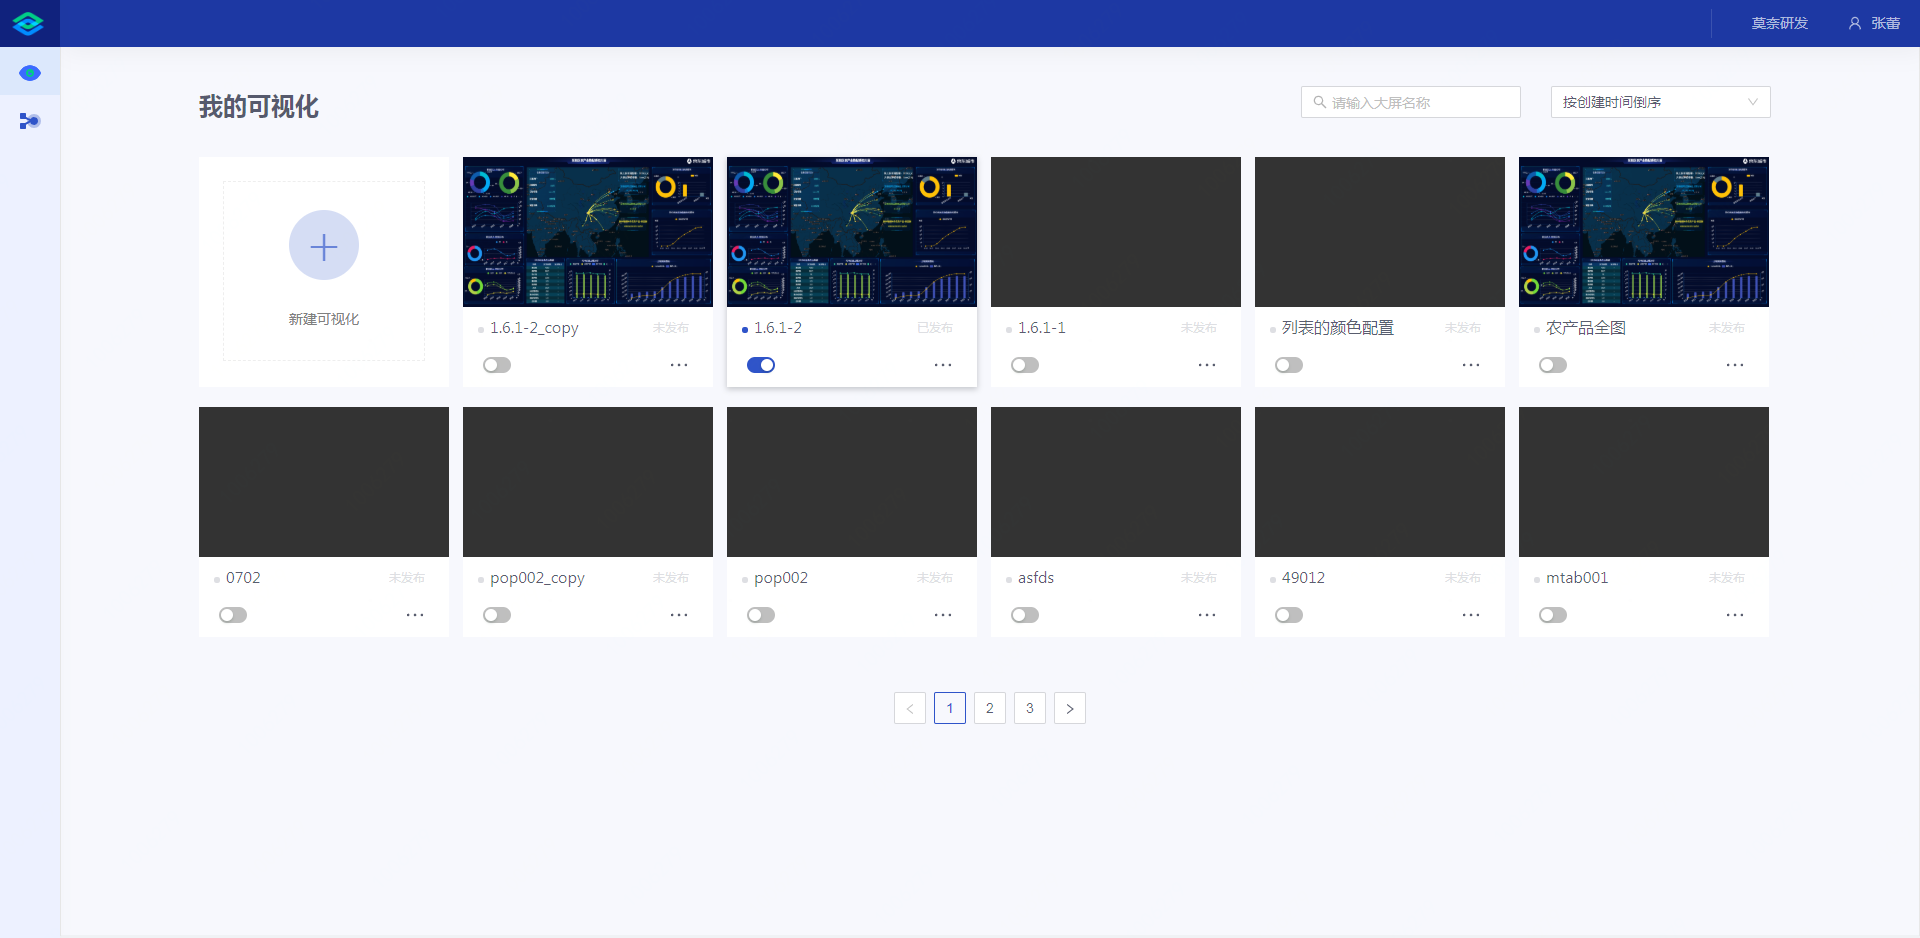 莫奈研发
张蕾
我的可视化
请输入大屏名称
按创建时间倒序
新建可视化
1.6.1-2_copy
未发布
1.6.1-2
已发布
1.6.1-1
未发布
列表的颜色配置
未发布
农产品全图
未发布
0702
未发布
pop002_copy
未发布
pop002
未发布
asfds
未发布
49012
未发布
mtab001
未发布
<
1
2
3
>